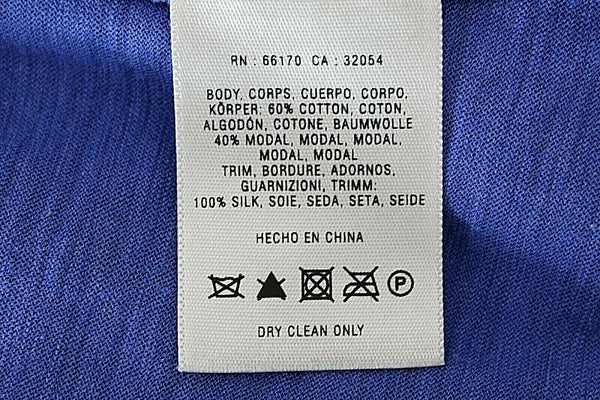 RN : 66170 CA : 32054
BODY, CORPS, CUERPO, CORPO,
KÖRPER: 60% COTTON, COTON,
ALGODÓN, COTONE, BAUMWOLLE
40% MODAL, MODAL, MODAL,
MODAL, MODAL
TRIM, BORDURE, ADORNOS,
GUARNIZIONI, TRIMM:
100% SILK, SOIE, SEDA, SETA, SEIDE
HECHO EN CHINA
P
DRY CLEAN ONLY